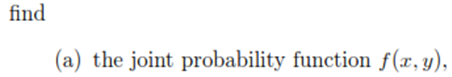 find
(a) the joint probability function f(x, y),